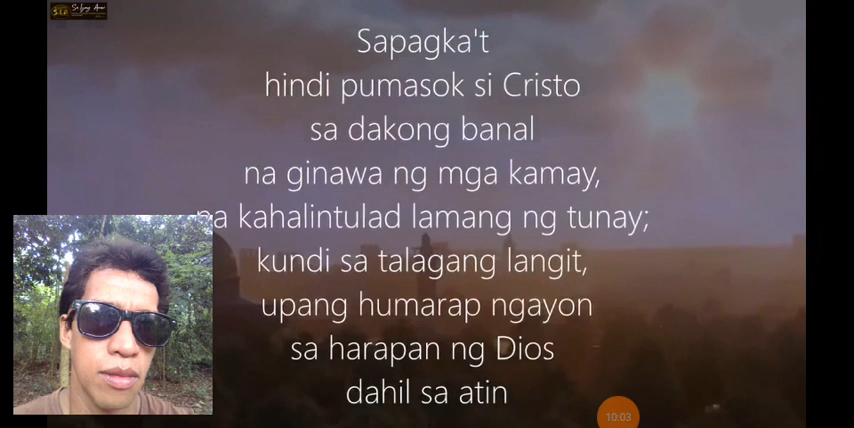 Sapagka't
hindi pumasok si Cristo
sa dakong banal
na ginawa ng mga kamay,
na kahalintulad lamang ng tunay;
kundi sa talagang langit,
upang humarap ngayon
sa harapan ng Dios
dahil sa atin
10:03